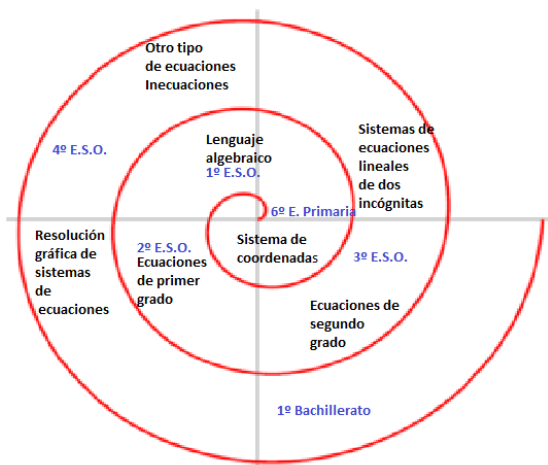 Otro tipo
de ecuaciones
Inecuaciones
4º E.S.O.
Lenguaje
algebraico
1º E.S.O.
Sistemas de
ecuaciones
lineales
de dos
incógnitas
6º E. Primaria
Resolución
gráfica de
sistemas
de
ecuaciones
2º E.S.O.
Ecuaciones
de primer
grado
Sistema de
coordenadas
3º E.S.O.
Ecuaciones de
segundo
grado
1º Bachillerato